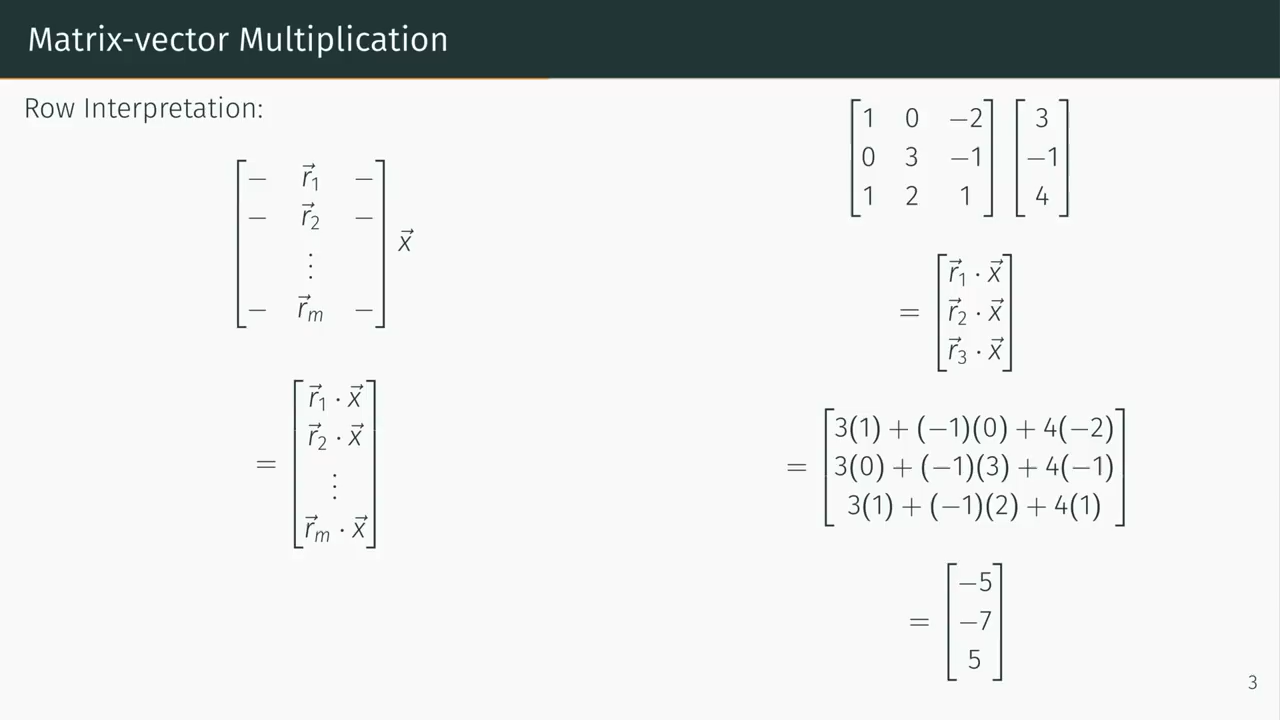 Matrix-vector Multiplication
Row Interpretation:
− r⃗₁ −
− r⃗₂ −
⋮
− r⃗ₘ −
x⃗
=
r⃗₁ · x⃗
r⃗₂ · x⃗
⋮
r⃗ₘ · x⃗
1 0 −2
0 3 −1
1 2 1
3
−1
4
=
r⃗₁ · x⃗
r⃗₂ · x⃗
r⃗₃ · x⃗
=
3(1) + (−1)(0) + 4(−2)
3(0) + (−1)(3) + 4(−1)
3(1) + (−1)(2) + 4(1)
=
−5
−7
5
3